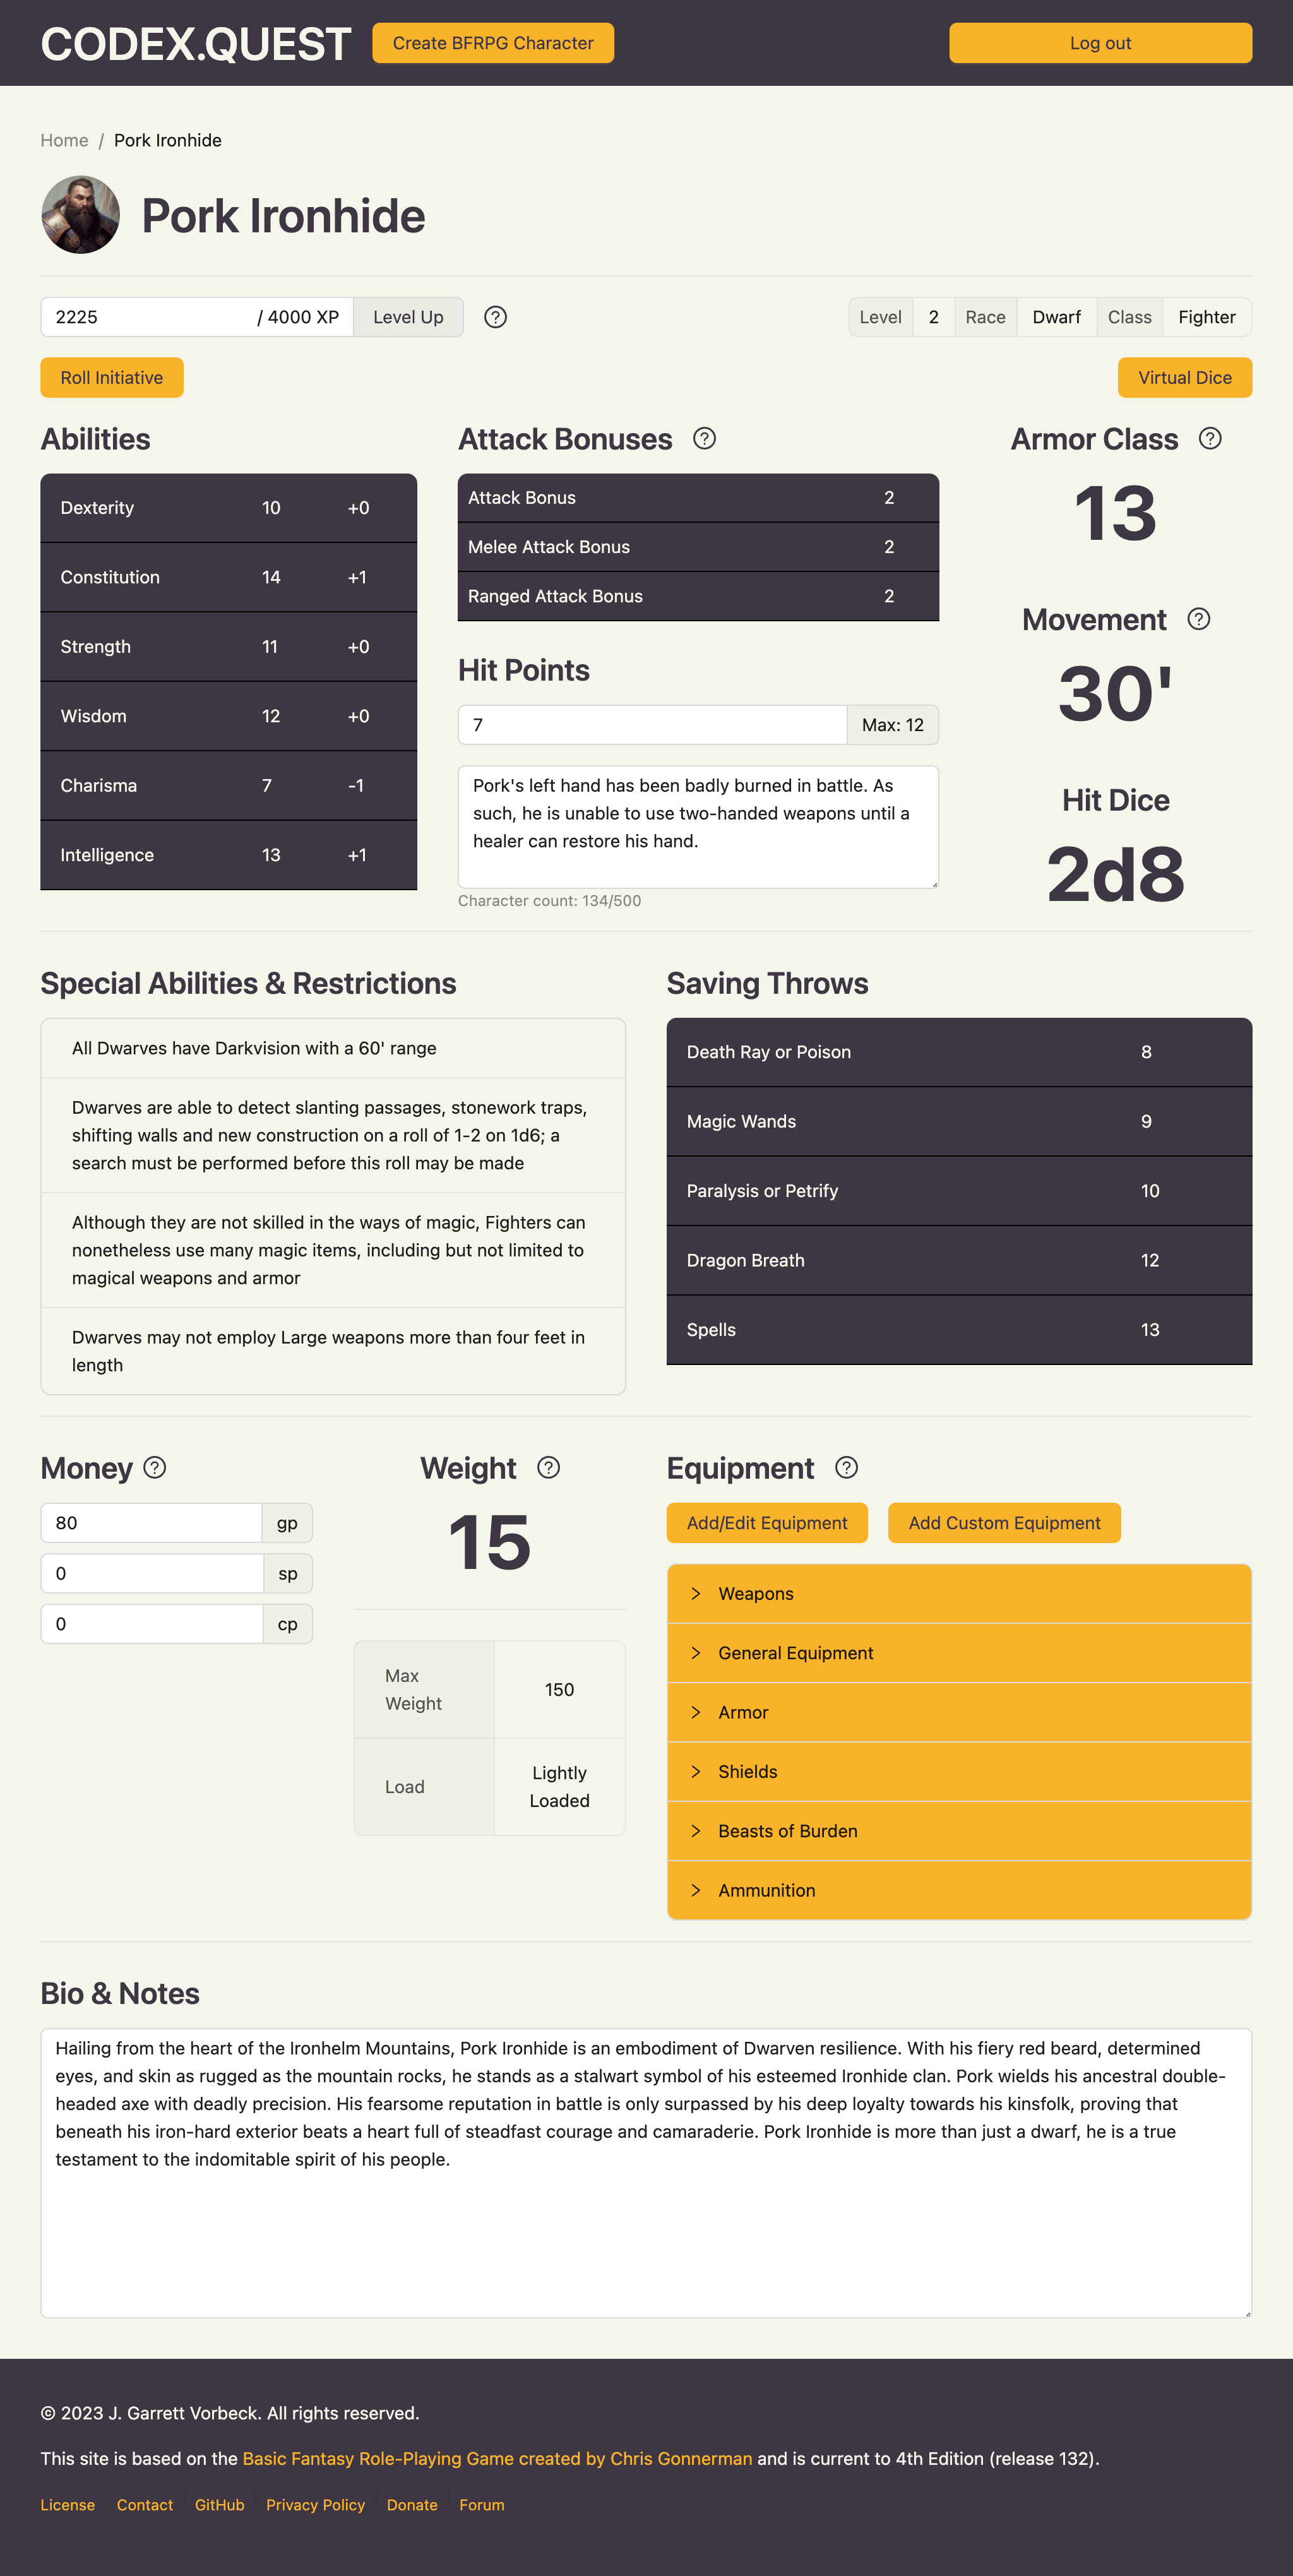 CODEX.QUEST
Create BFRPG Character
Log out
Home / Pork Ironhide
Pork Ironhide
2225 / 4000 XP Level Up
Level 2 Race Dwarf Class Fighter
Roll Initiative
Virtual Dice
Abilities
Dexterity 10 +0
Constitution 14 +1
Strength 11 +0
Wisdom 12 +0
Charisma 7 -1
Intelligence 13 +1
Attack Bonuses
Attack Bonus 2
Melee Attack Bonus 2
Ranged Attack Bonus 2
Hit Points
7 Max: 12
Pork's left hand has been badly burned in battle. As
such, he is unable to use two-handed weapons until a
healer can restore his hand.
Character count: 134/500
Armor Class
13
Movement
30'
Hit Dice
2d8
Special Abilities & Restrictions
All Dwarves have Darkvision with a 60' range
Dwarves are able to detect slanting passages, stonework traps,
shifting walls and new construction on a roll of 1-2 on 1d6; a
search must be performed before this roll may be made
Although they are not skilled in the ways of magic, Fighters can
nonetheless use many magic items, including but not limited to
magical weapons and armor
Dwarves may not employ Large weapons more than four feet in
length
Saving Throws
Death Ray or Poison 8
Magic Wands 9
Paralysis or Petrify 10
Dragon Breath 12
Spells 13
Money
80 gp
0 sp
0 cp
Weight
15
Max
Weight
150
Load
Lightly
Loaded
Equipment
Add/Edit Equipment
Add Custom Equipment
Weapons
General Equipment
Armor
Shields
Beasts of Burden
Ammunition
Bio & Notes
Hailing from the heart of the Ironhelm Mountains, Pork Ironhide is an embodiment of Dwarven resilience. With his fiery red beard, determined
eyes, and skin as rugged as the mountain rocks, he stands as a stalwart symbol of his esteemed Ironhide clan. Pork wields his ancestral double-
headed axe with deadly precision. His fearsome reputation in battle is only surpassed by his deep loyalty towards his kinsfolk, proving that
beneath his iron-hard exterior beats a heart full of steadfast courage and camaraderie. Pork Ironhide is more than just a dwarf, he is a true
testament to the indomitable spirit of his people.
© 2023 J. Garrett Vorbeck. All rights reserved.
This site is based on the Basic Fantasy Role-Playing Game created by Chris Gonnerman and is current to 4th Edition (release 132).
License Contact GitHub Privacy Policy Donate Forum